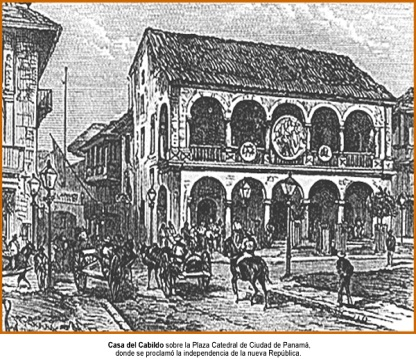 Casa del Cabildo sobre la Plaza Catedral de Ciudad de Panamá,
donde se proclamó la independencia de la nueva República.